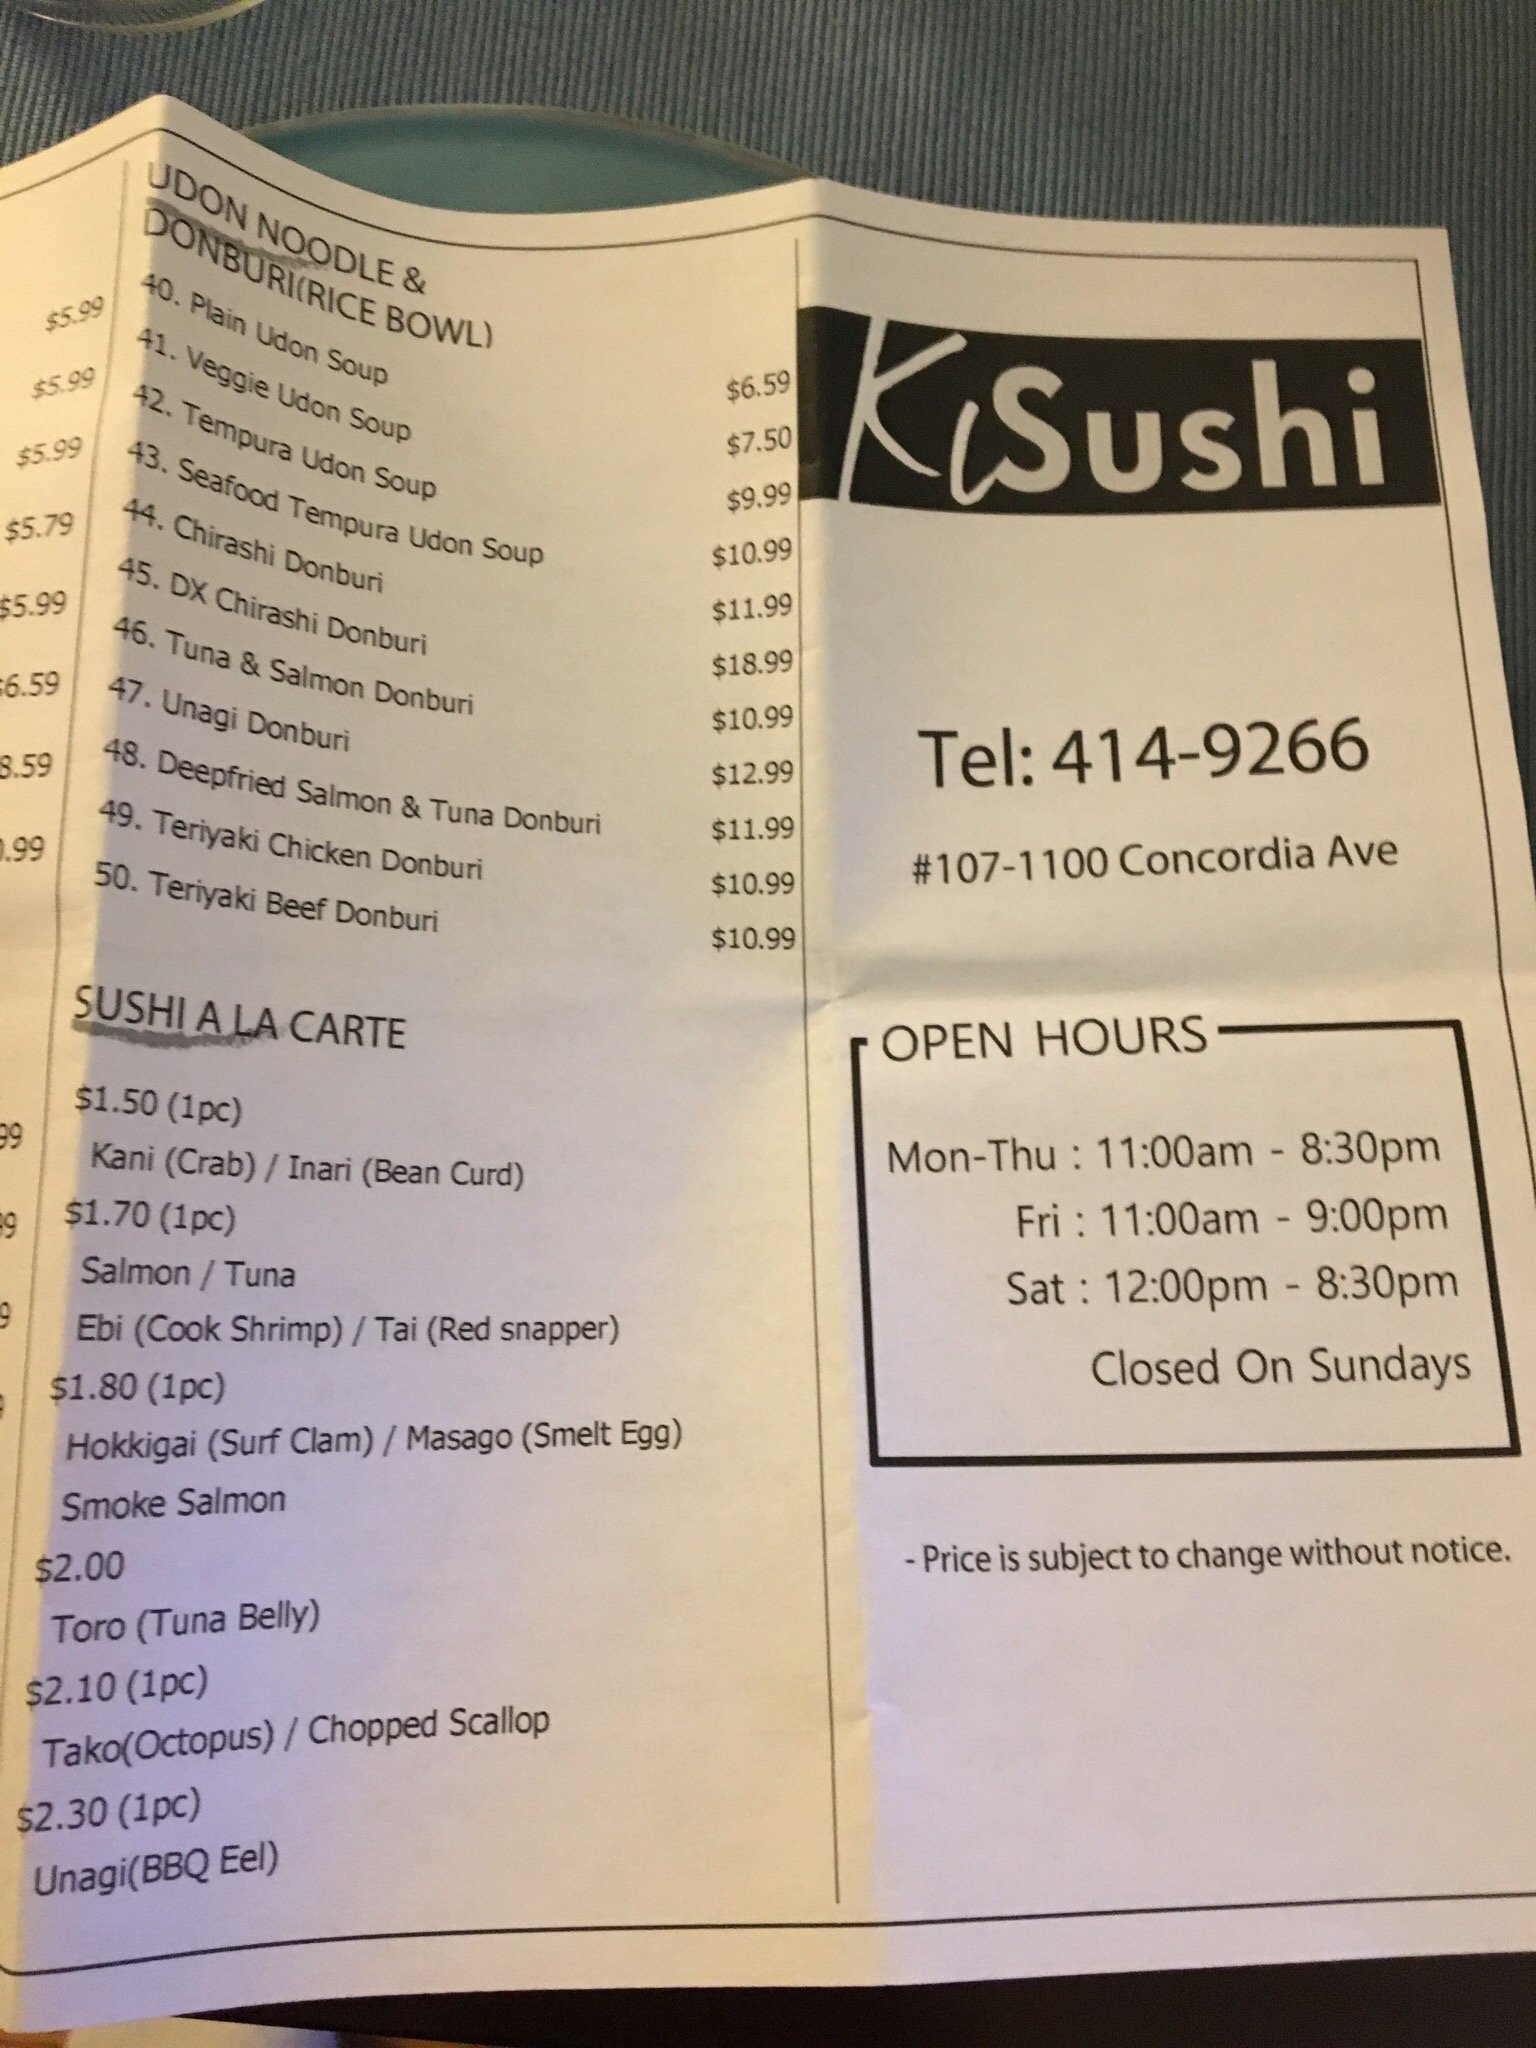 $5.99
$5.99
$5.99
$5.79
$5.99
6.59
8.59
.99
99
99
9
UDON NOODLE &
DONBURI(RICE BOWL)
40. Plain Udon Soup $6.59
41. Veggie Udon Soup $7.50
42. Tempura Udon Soup $9.99
43. Seafood Tempura Udon Soup $10.99
44. Chirashi Donburi $11.99
45. DX Chirashi Donburi $18.99
46. Tuna & Salmon Donburi $10.99
47. Unagi Donburi $12.99
48. Deepfried Salmon & Tuna Donburi $11.99
49. Teriyaki Chicken Donburi $10.99
50. Teriyaki Beef Donburi $10.99
SUSHI A LA CARTE
$1.50 (1pc)
Kani (Crab) / Inari (Bean Curd)
$1.70 (1pc)
Salmon / Tuna
Ebi (Cook Shrimp) / Tai (Red snapper)
$1.80 (1pc)
Hokkigai (Surf Clam) / Masago (Smelt Egg)
Smoke Salmon
$2.00
Toro (Tuna Belly)
$2.10 (1pc)
Tako(Octopus) / Chopped Scallop
$2.30 (1pc)
Unagi(BBQ Eel)
KiSushi
Tel: 414-9266
#107-1100 Concordia Ave
OPEN HOURS
Mon-Thu : 11:00am - 8:30pm
Fri : 11:00am - 9:00pm
Sat : 12:00pm - 8:30pm
Closed On Sundays
- Price is subject to change without notice.